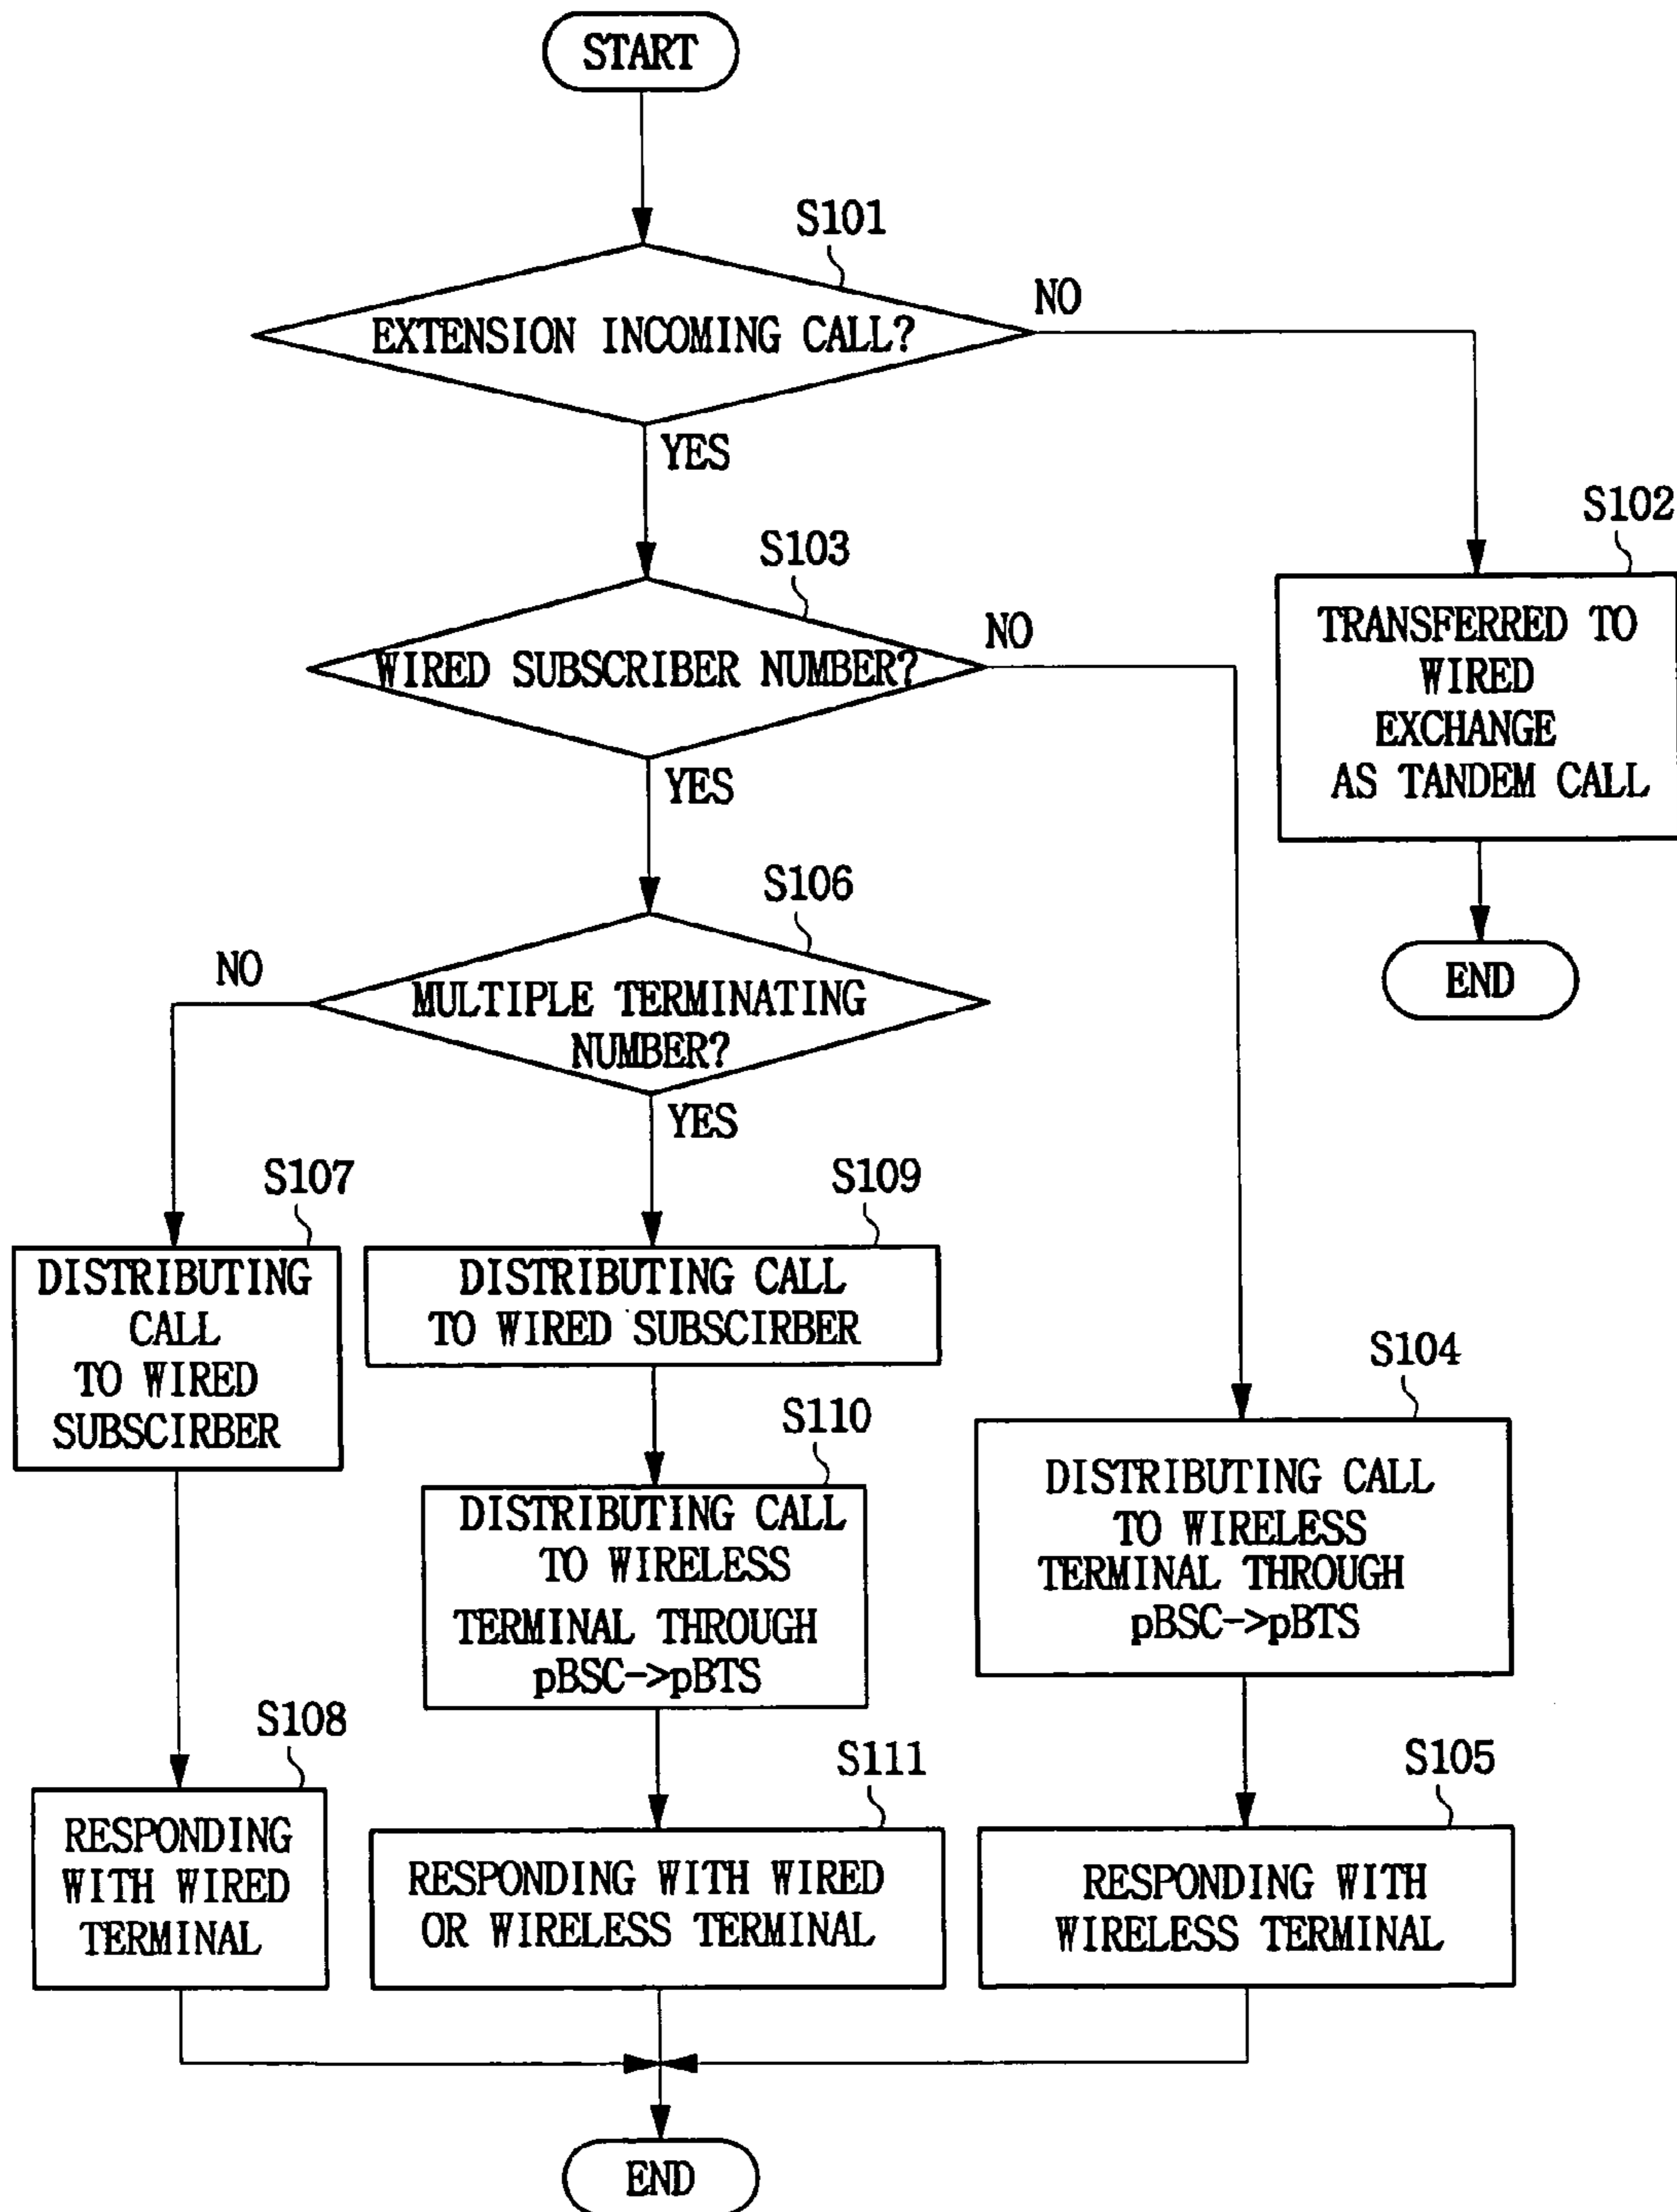 START
S101
EXTENSION INCOMING CALL?
NO
YES
S102
TRANSFERRED TO
WIRED
EXCHANGE
AS TANDEM CALL
END
S103
WIRED SUBSCRIBER NUMBER?
NO
YES
S106
MULTIPLE TERMINATING
NUMBER?
NO
YES
S107
DISTRIBUTING
CALL
TO WIRED
SUBSCIRBER
S109
DISTRIBUTING CALL
TO WIRED SUBSCIRBER
S110
DISTRIBUTING CALL
TO WIRELESS
TERMINAL THROUGH
pBSC->pBTS
S104
DISTRIBUTING CALL
TO WIRELESS
TERMINAL THROUGH
pBSC->pBTS
S108
RESPONDING
WITH WIRED
TERMINAL
S111
RESPONDING WITH WIRED
OR WIRELESS TERMINAL
S105
RESPONDING WITH
WIRELESS TERMINAL
END